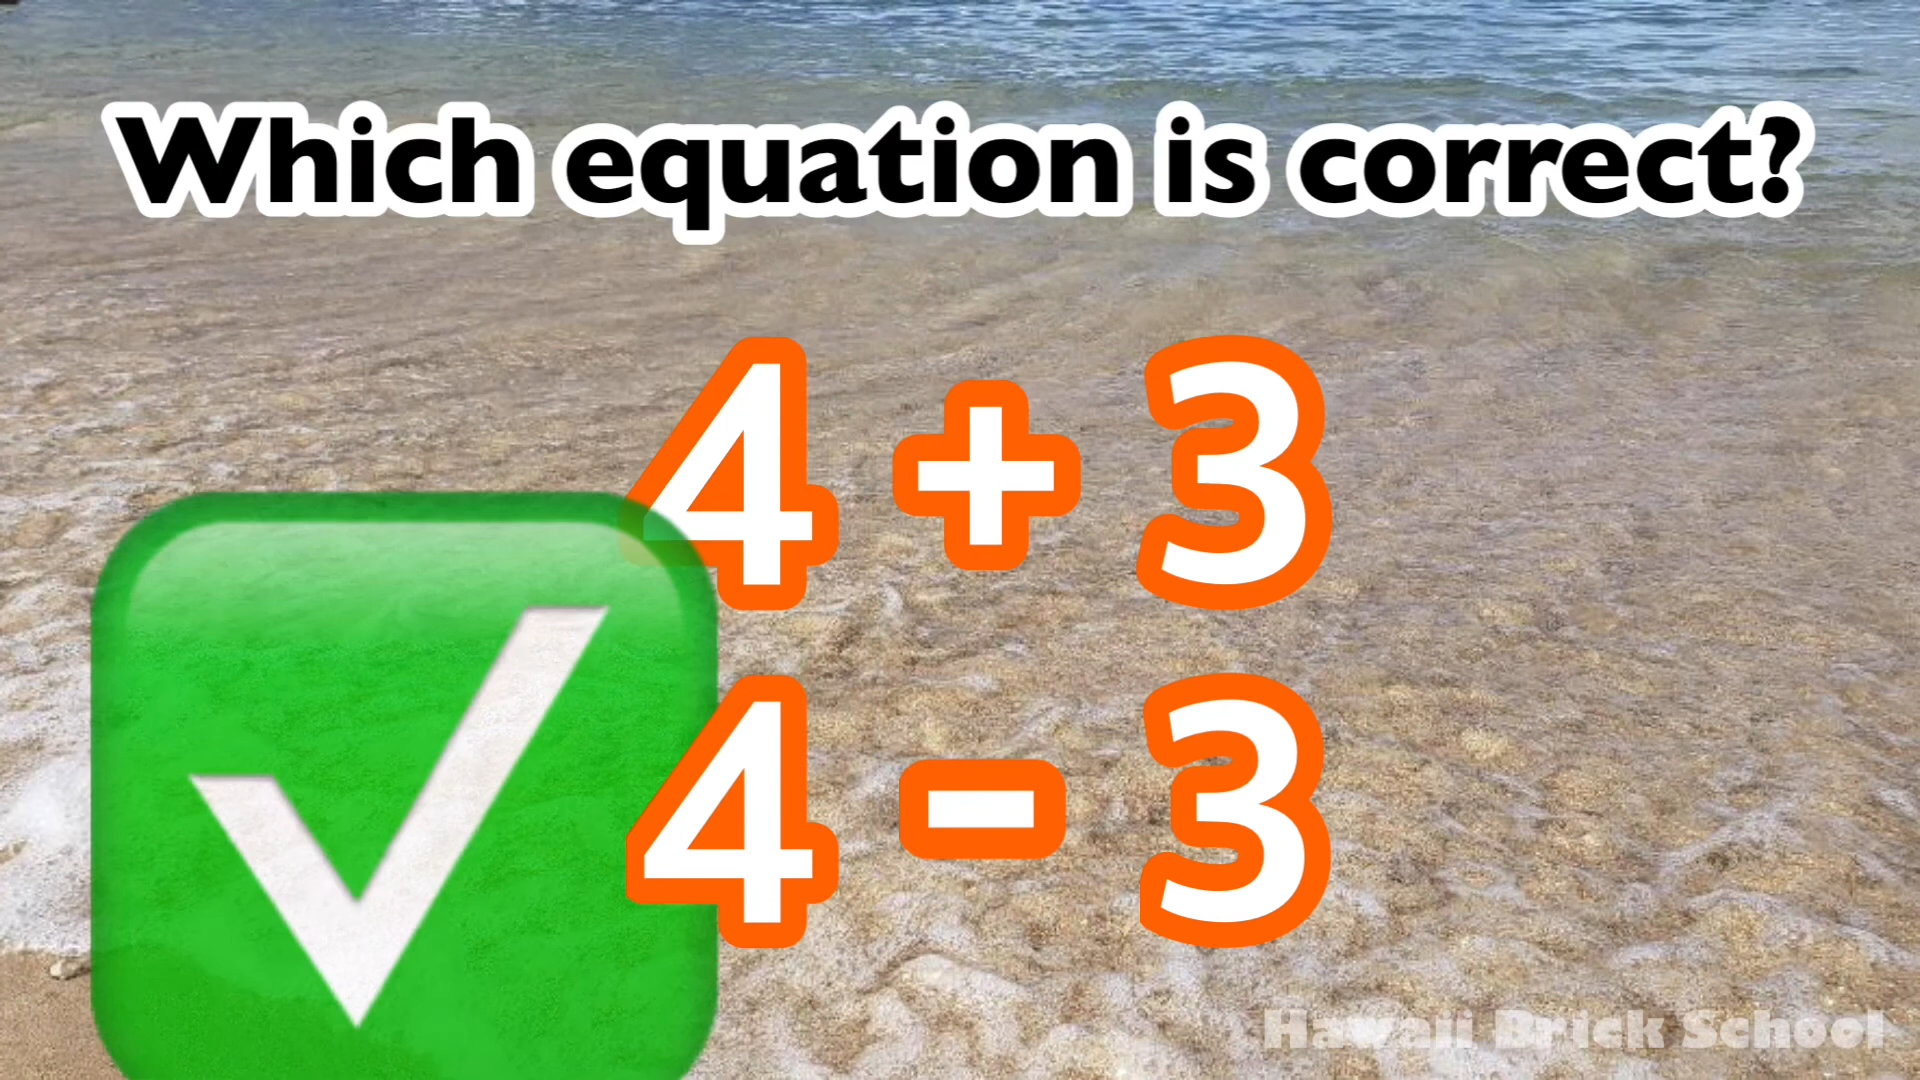 Which equation is correct?
4 + 3
4 - 3
Hawaii Brick School